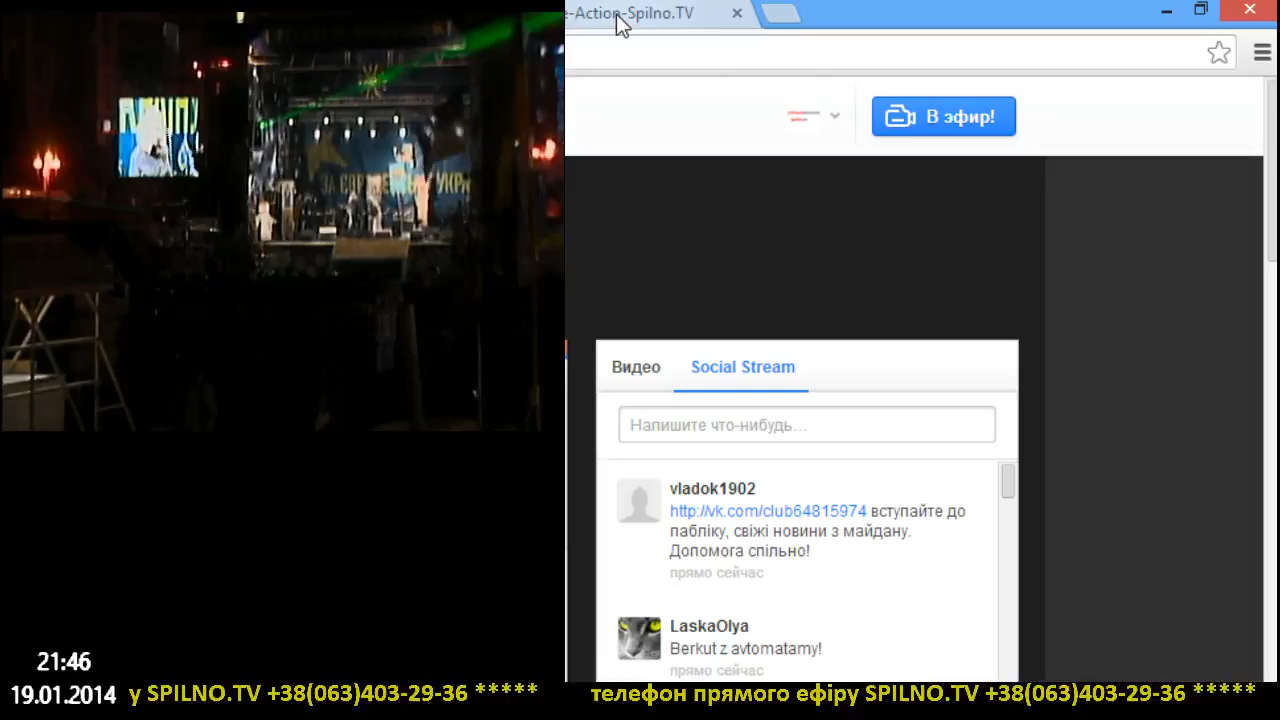 e-Action-Spilno.TV
В эфир!
ЗА
УКРА
Видео
Social Stream
Напишите что-нибудь...
vladok1902
http://vk.com/club64815974 вступайте до
пабліку, свіжі новини з майдану.
Допомога спільно!
прямо сейчас
LaskaOlya
Berkut z avtomatamy!
прямо сейчас
21:46
19.01.2014
у SPILNO.TV +38(063)403-29-36 ***** телефон прямого ефіру SPILNO.TV +38(063)403-29-36 *****